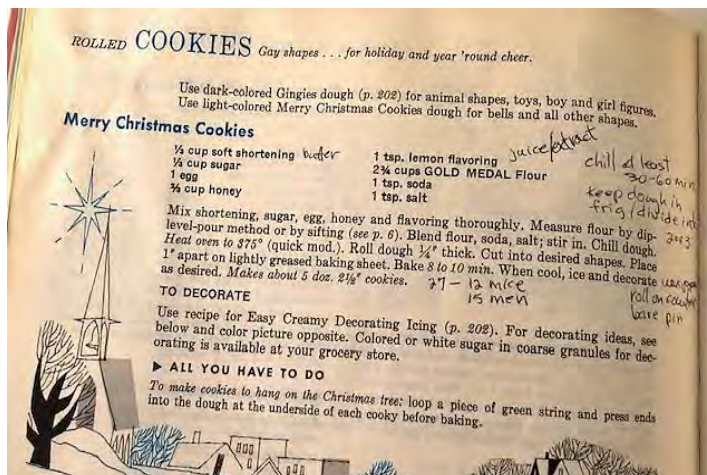 ROLLED COOKIES Gay shapes . . . for holiday and year 'round cheer.
Use dark-colored Gingies dough (p. 202) for animal shapes, toys, boy and girl figures.
Use light-colored Merry Christmas Cookies dough for bells and all other shapes.
Merry Christmas Cookies
⅓ cup soft shortening butter
⅓ cup sugar
1 egg
⅔ cup honey
1 tsp. lemon flavoring juice/extract
2¾ cups GOLD MEDAL Flour
1 tsp. soda
1 tsp. salt
chill at least
30-60 min
keep dough in
frig/divide into
2 or 3
Mix shortening, sugar, egg, honey and flavoring thoroughly. Measure flour by dip-
level-pour method or by sifting (see p. 6). Blend flour, soda, salt; stir in. Chill dough.
Heat oven to 375° (quick mod.). Roll dough ¼" thick. Cut into desired shapes. Place
1" apart on lightly greased baking sheet. Bake 8 to 10 min. When cool, ice and decorate
as desired. Makes about 5 doz. 2½" cookies.
27 - 12 mice
15 men
roll on counter
bare pin
TO DECORATE
Use recipe for Easy Creamy Decorating Icing (p. 202). For decorating ideas, see
below and color picture opposite. Colored or white sugar in coarse granules for dec-
orating is available at your grocery store.
▶ ALL YOU HAVE TO DO
To make cookies to hang on the Christmas tree: loop a piece of green string and press ends
into the dough at the underside of each cooky before baking.